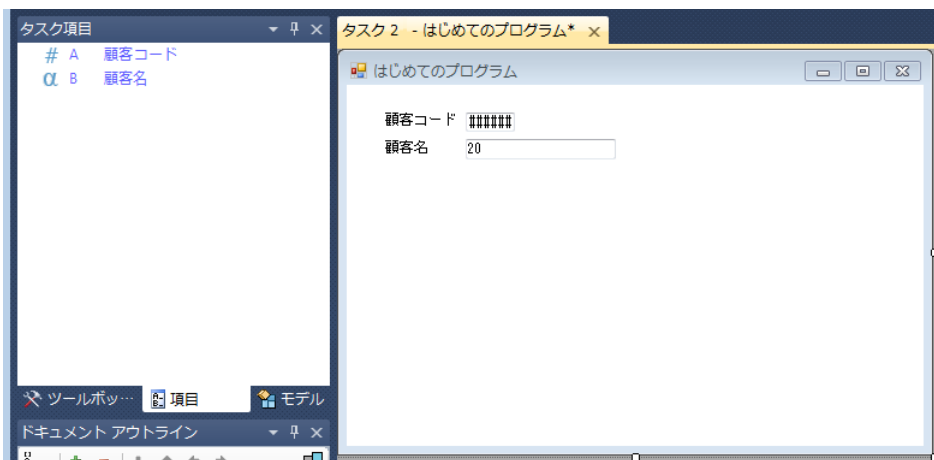 タスク項目
# A 顧客コード
α B 顧客名
タスク 2 - はじめてのプログラム*
はじめてのプログラム
顧客コード ######
顧客名 20
ツールボッ… 項目 モデル
ドキュメント アウトライン